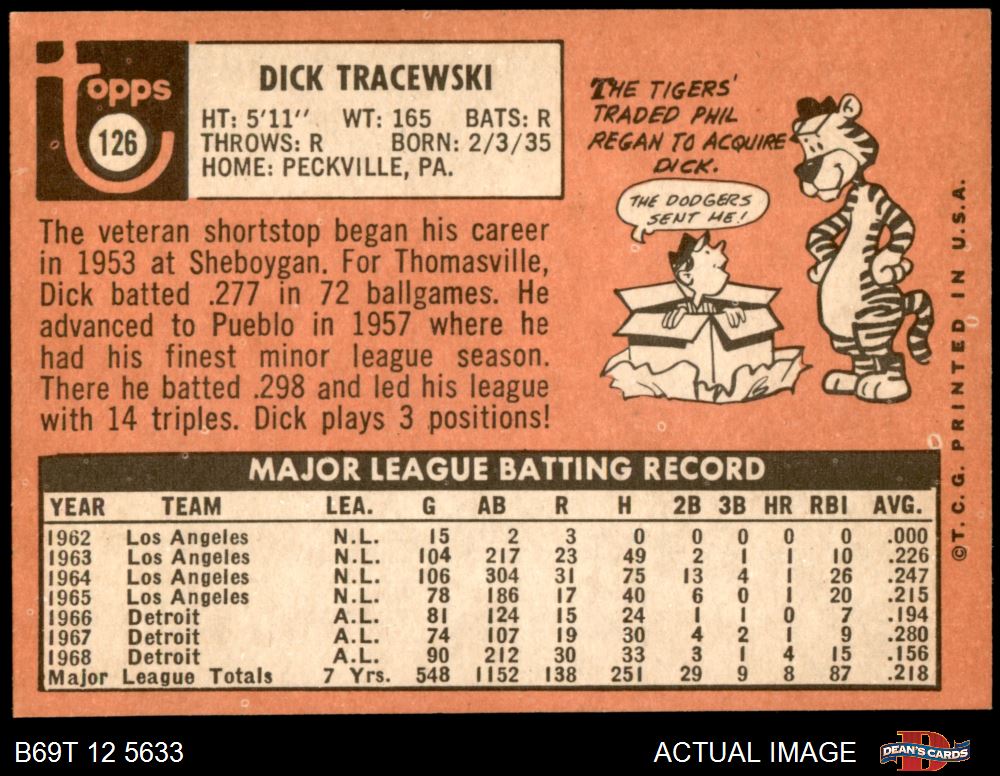 topps
126
DICK TRACEWSKI
HT: 5'11'' WT: 165 BATS: R
THROWS: R BORN: 2/3/35
HOME: PECKVILLE, PA.
The veteran shortstop began his career
in 1953 at Sheboygan. For Thomasville,
Dick batted .277 in 72 ballgames. He
advanced to Pueblo in 1957 where he
had his finest minor league season.
There he batted .298 and led his league
with 14 triples. Dick plays 3 positions!
THE TIGERS'
TRADED PHIL
REGAN TO ACQUIRE
DICK.
THE DODGERS
SENT ME!
MAJOR LEAGUE BATTING RECORD
YEAR TEAM LEA. G AB R H 2B 3B HR RBI AVG.
1962 Los Angeles N.L. 15 2 3 0 0 0 0 0 .000
1963 Los Angeles N.L. 104 217 23 49 2 1 1 10 .226
1964 Los Angeles N.L. 106 304 31 75 13 4 1 26 .247
1965 Los Angeles N.L. 78 186 17 40 6 0 1 20 .215
1966 Detroit A.L. 81 124 15 24 1 1 0 7 .194
1967 Detroit A.L. 74 107 19 30 4 2 1 9 .280
1968 Detroit A.L. 90 212 30 33 3 1 4 15 .156
Major League Totals 7 Yrs. 548 1152 138 251 29 9 8 87 .218
©T.C.G. PRINTED IN U.S.A.
B69T 12 5633
ACTUAL IMAGE
D
DEAN'S CARDS